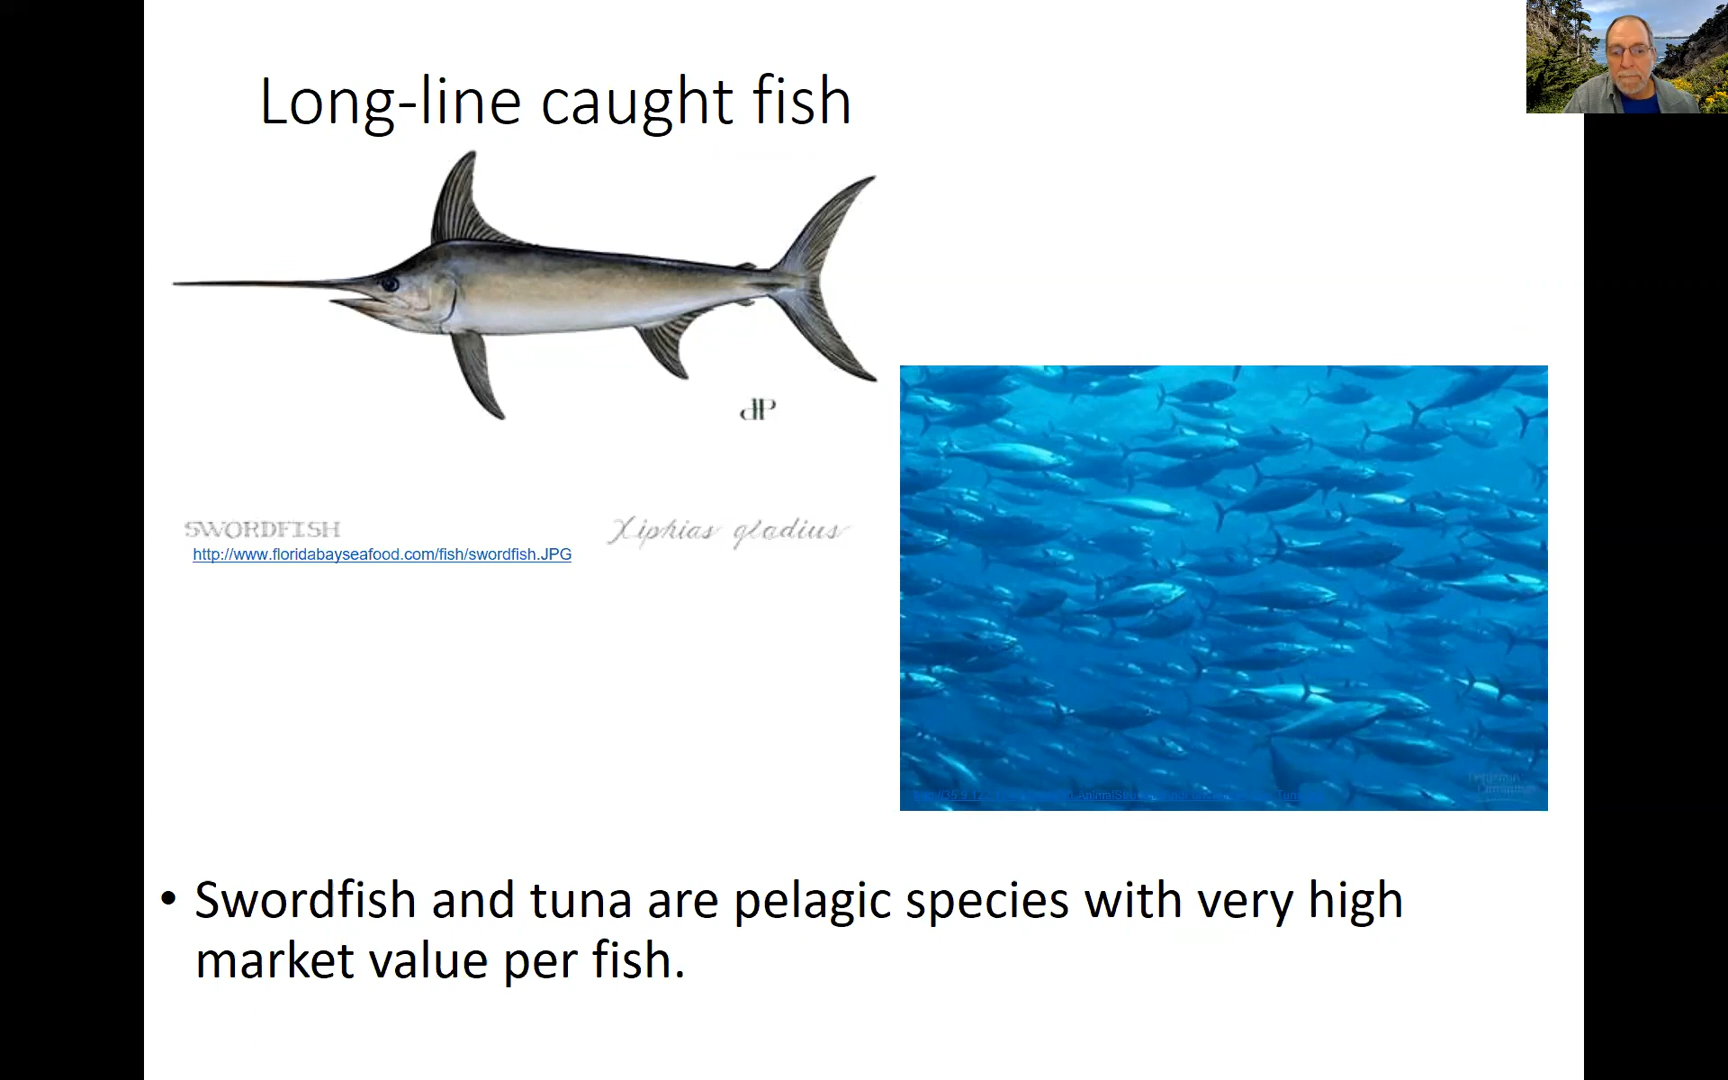 Long-line caught fish
dP
SWORDFISH
Xiphias gladius
http://www.floridabayseafood.com/fish/swordfish.JPG
• Swordfish and tuna are pelagic species with very high
market value per fish.